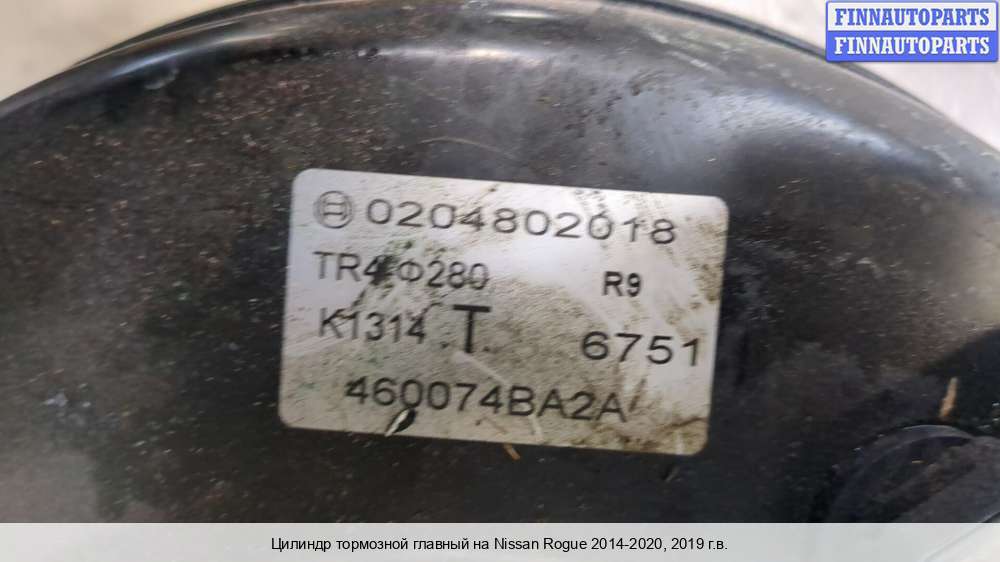 FINNAUTOPARTS
FINNAUTOPARTS
0204802018
TR4-Φ280 R9
K1314 T 6751
460074BA2A
Цилиндр тормозной главный на Nissan Rogue 2014-2020, 2019 г.в.